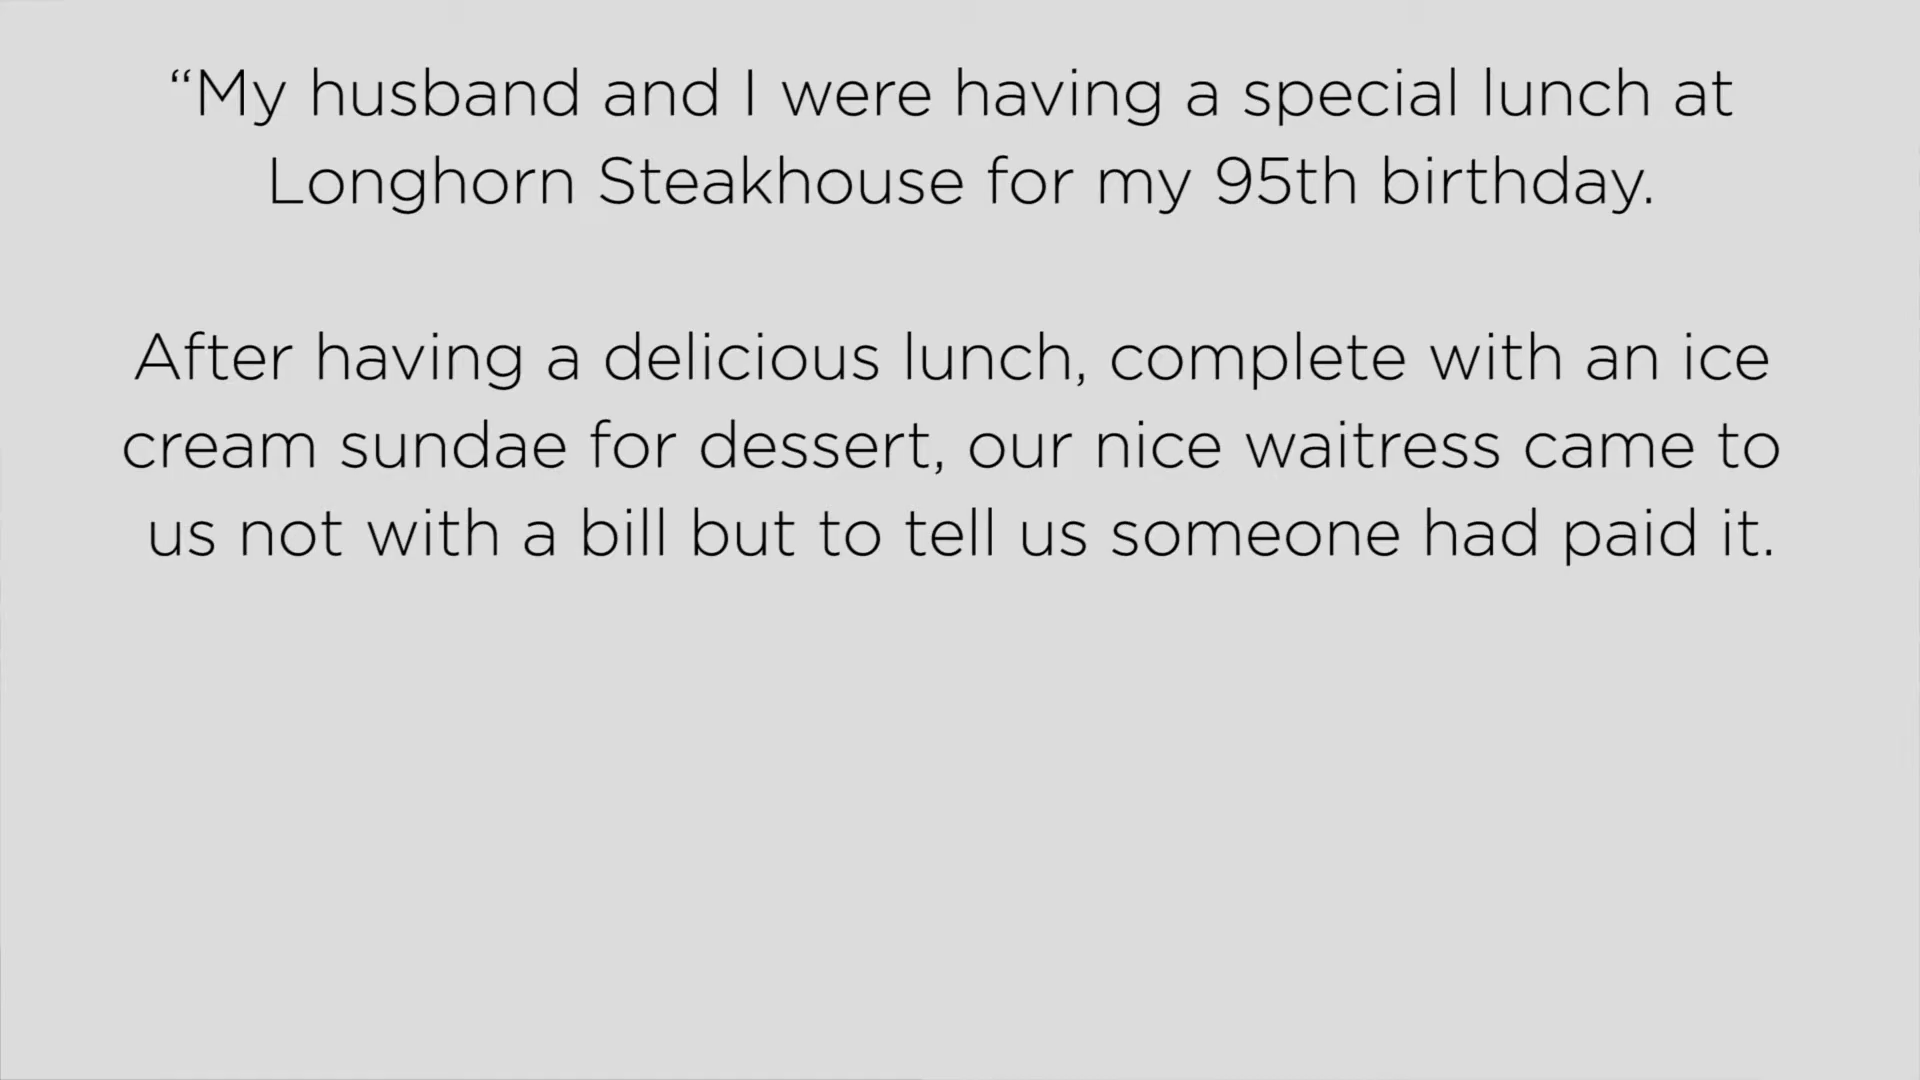 “My husband and I were having a special lunch at
Longhorn Steakhouse for my 95th birthday.
After having a delicious lunch, complete with an ice
cream sundae for dessert, our nice waitress came to
us not with a bill but to tell us someone had paid it.